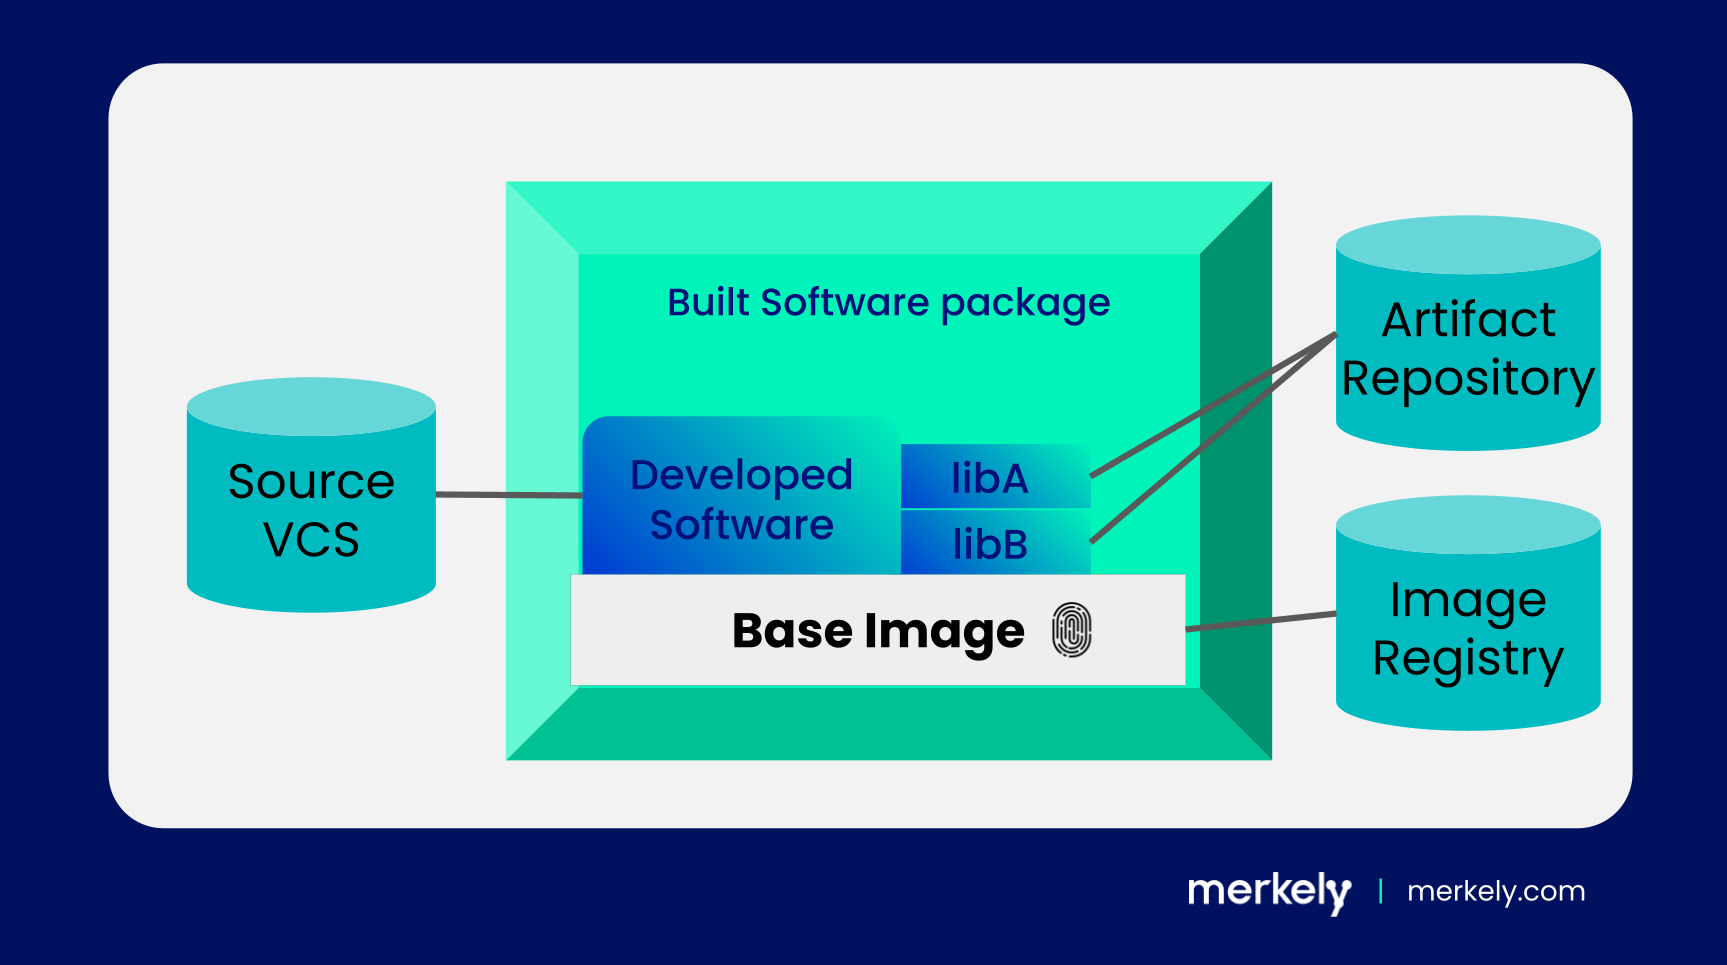 Built Software package
Source
VCS
Developed
Software
libA
libB
Base Image
Artifact
Repository
Image
Registry
merkely | merkely.com